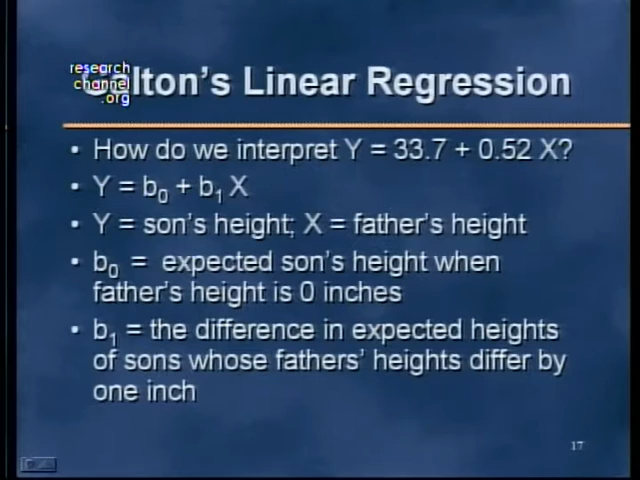 research
channel
.org
Galton's Linear Regression
• How do we interpret Y = 33.7 + 0.52 X?
• Y = b₀ + b₁ X
• Y = son's height; X = father's height
• b₀ = expected son's height when
father's height is 0 inches
• b₁ = the difference in expected heights
of sons whose fathers' heights differ by
one inch
17